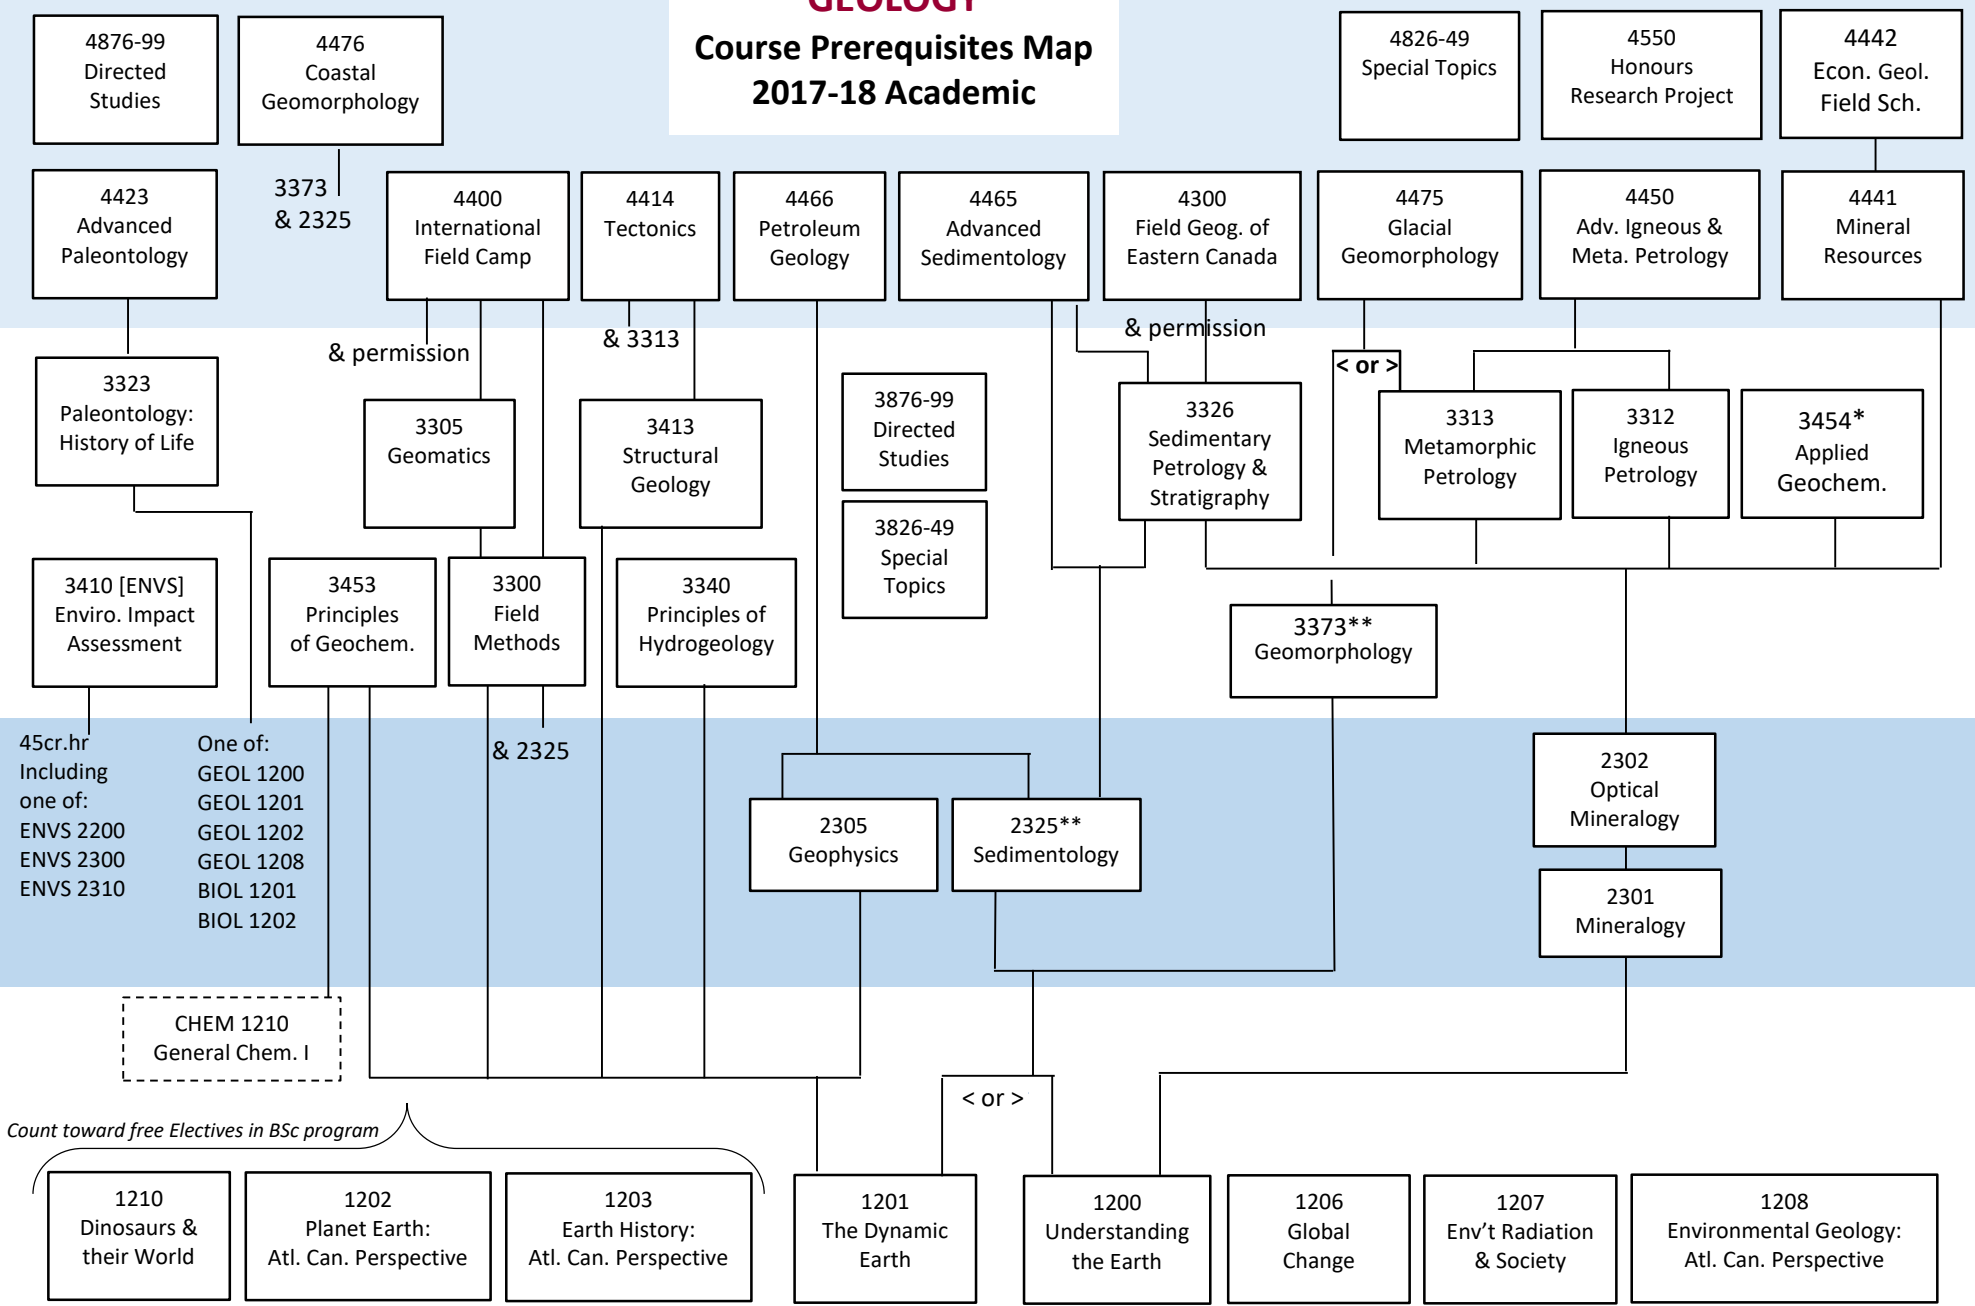 GEOLOGY
Course Prerequisites Map
2017-18 Academic
4876-99
Directed
Studies
4476
Coastal
Geomorphology
4826-49
Special Topics
4550
Honours
Research Project
4442
Econ. Geol.
Field Sch.
4423
Advanced
Paleontology
3373
& 2325
4400
International
Field Camp
4414
Tectonics
4466
Petroleum
Geology
4465
Advanced
Sedimentology
4300
Field Geog. of
Eastern Canada
4475
Glacial
Geomorphology
4450
Adv. Igneous &
Meta. Petrology
4441
Mineral
Resources
& permission
& 3313
& permission
< or >
3323
Paleontology:
History of Life
3305
Geomatics
3413
Structural
Geology
3876-99
Directed
Studies
3326
Sedimentary
Petrology &
Stratigraphy
3313
Metamorphic
Petrology
3312
Igneous
Petrology
3454*
Applied
Geochem.
3826-49
Special
Topics
3410 [ENVS]
Enviro. Impact
Assessment
3453
Principles
of Geochem.
3300
Field
Methods
3340
Principles of
Hydrogeology
3373**
Geomorphology
45cr.hr
Including
one of:
ENVS 2200
ENVS 2300
ENVS 2310
One of:
GEOL 1200
GEOL 1201
GEOL 1202
GEOL 1208
BIOL 1201
BIOL 1202
& 2325
2305
Geophysics
2325**
Sedimentology
2302
Optical
Mineralogy
2301
Mineralogy
CHEM 1210
General Chem. I
< or >
Count toward free Electives in BSc program
1210
Dinosaurs &
their World
1202
Planet Earth:
Atl. Can. Perspective
1203
Earth History:
Atl. Can. Perspective
1201
The Dynamic
Earth
1200
Understanding
the Earth
1206
Global
Change
1207
Env’t Radiation
& Society
1208
Environmental Geology:
Atl. Can. Perspective